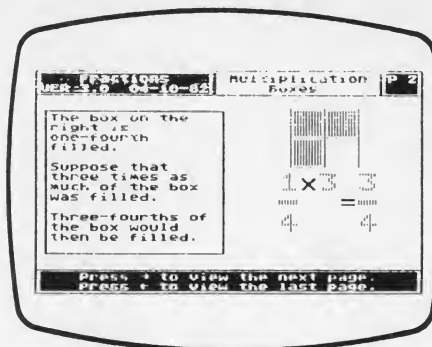 Fractions
VER 3.0 04-10-82
Multiplication
Boxes
P 2
The box on the
right is
one-fourth
filled.
Suppose that
three times as
much of the box
was filled.
Three-fourths of
the box would
then be filled.
1 × 3 = 3
4 4
Press → to view the next page.
Press ← to view the last page.